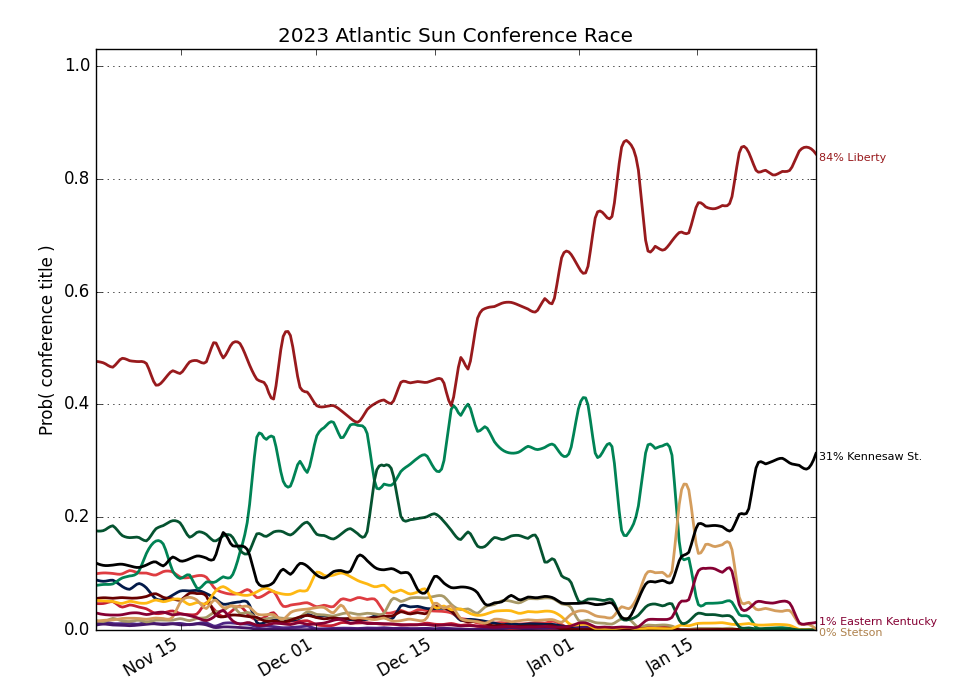 2023 Atlantic Sun Conference Race
Prob( conference title )
1.0
0.8
0.6
0.4
0.2
0.0
84% Liberty
31% Kennesaw St.
1% Eastern Kentucky
0% Stetson
Nov 15
Dec 01
Dec 15
Jan 01
Jan 15